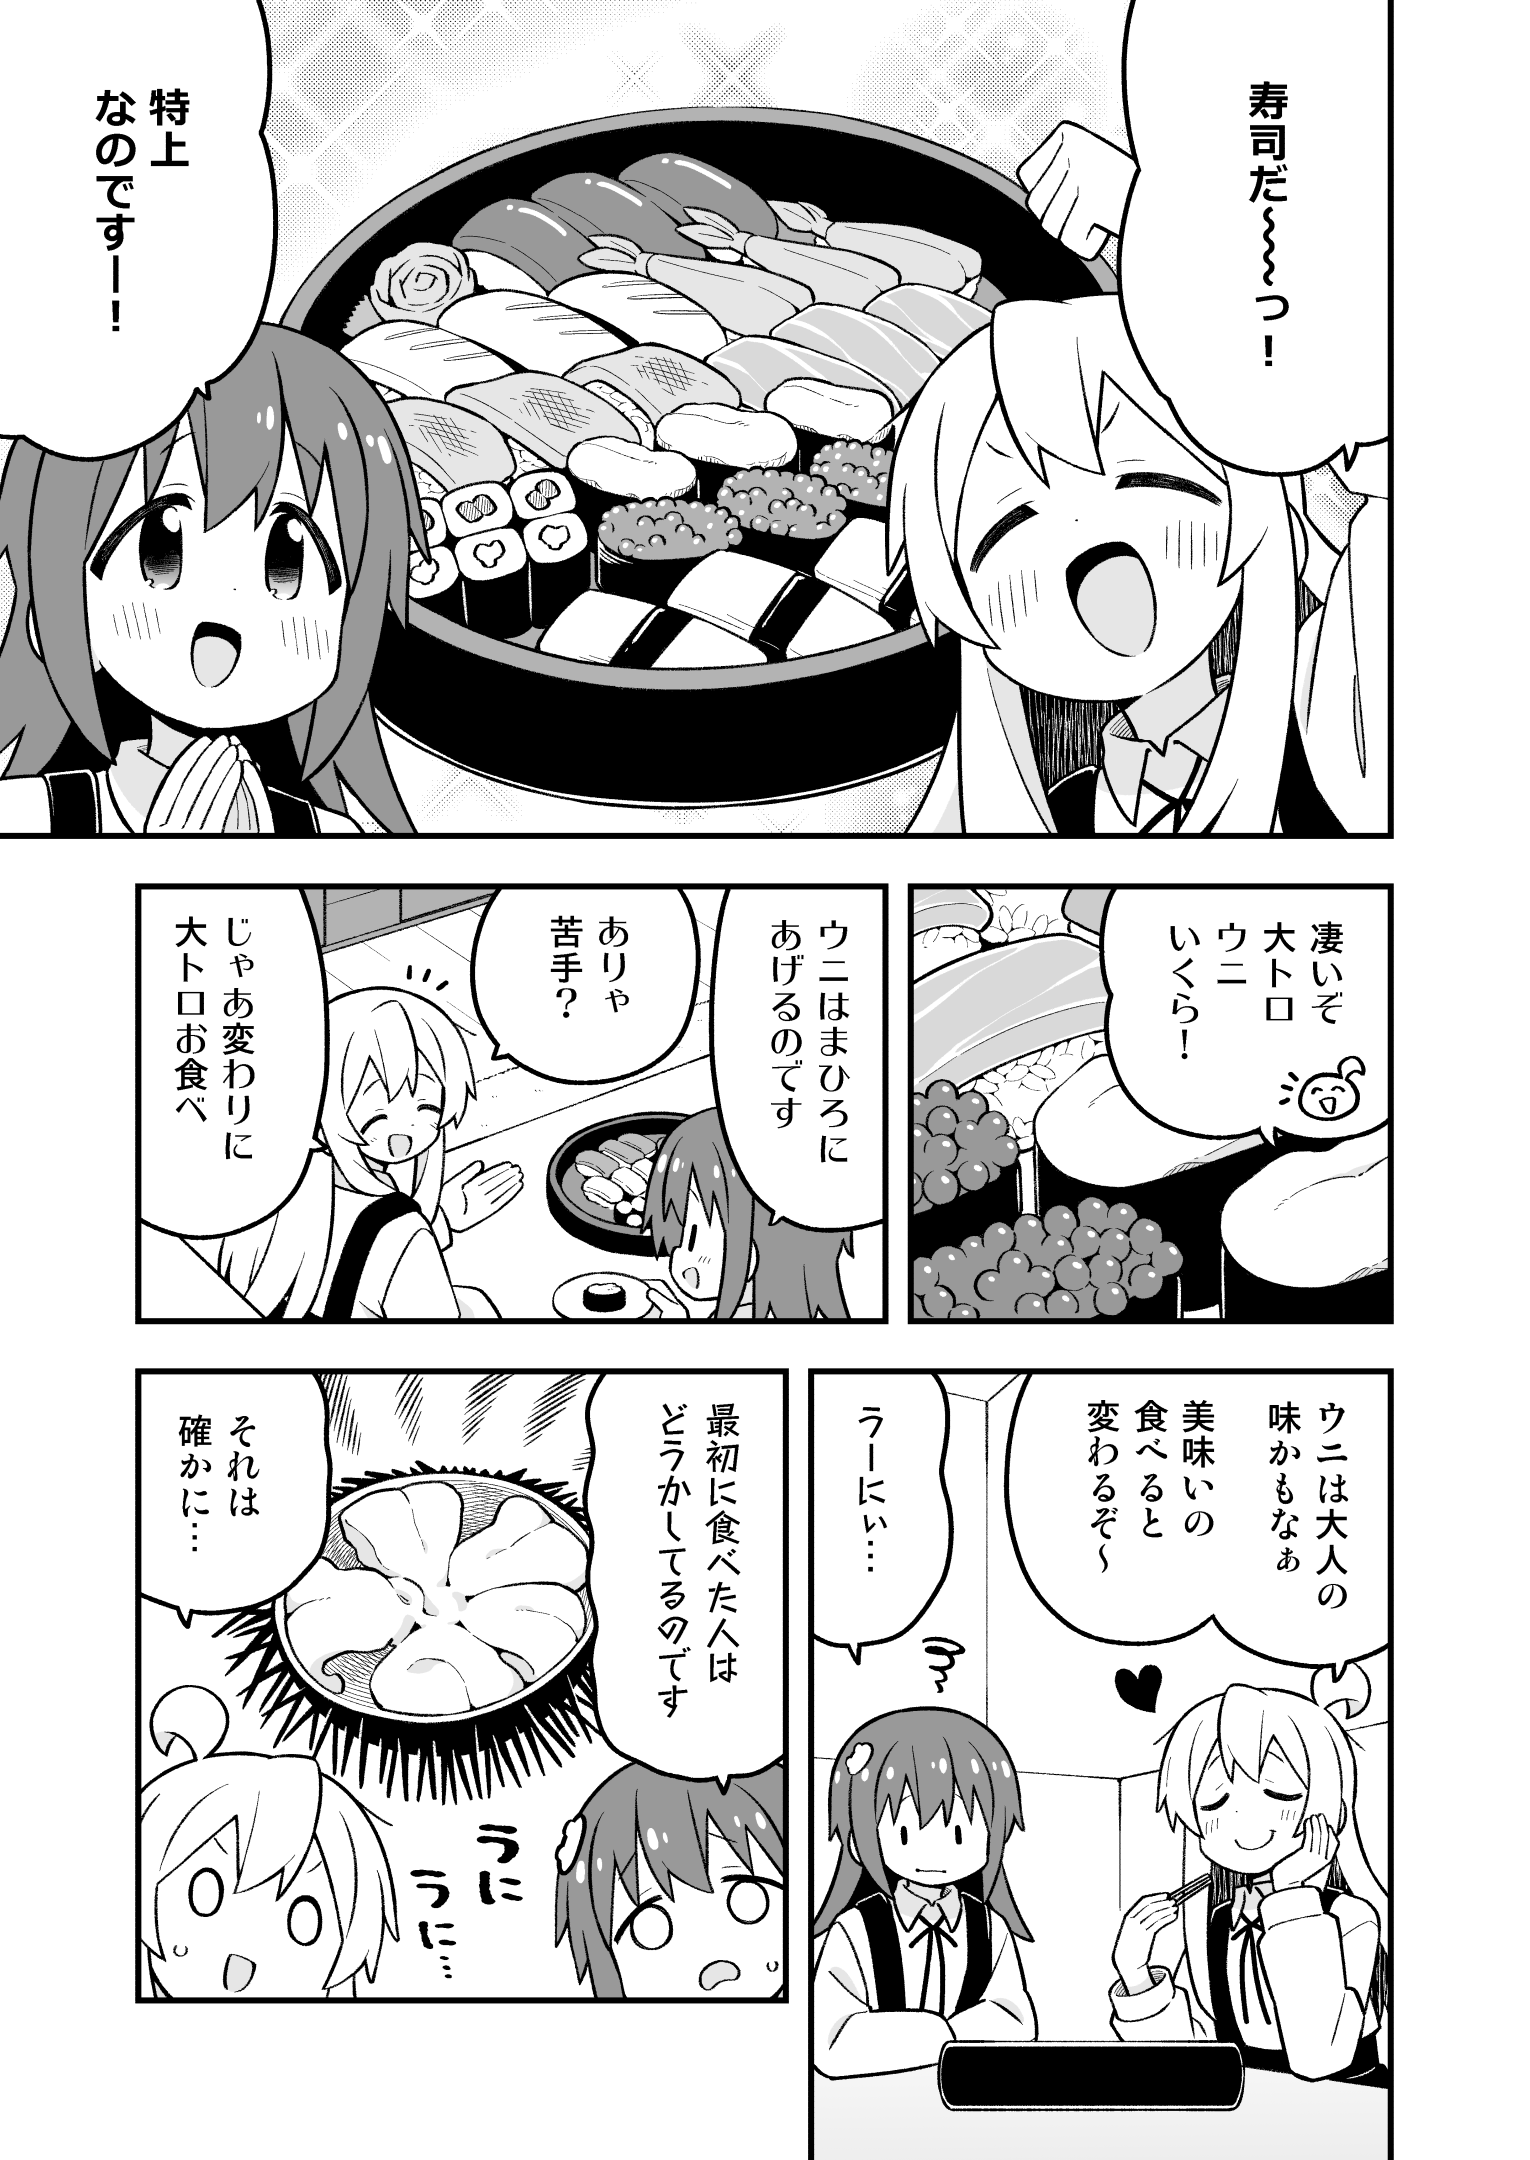 寿司だ〜〜〜っ！
特上
なのですー！
凄いぞ
大トロ
ウニ
いくら！
ウニはまひろに
あげるのです
ありゃ
苦手？
じゃあ変わりに
大トロお食べ
ウニは大人の
味かもなぁ
美味いの
食べると
変わるぞ〜
うーにぃ…
最初に食べた人は
どうかしてるのです
それは
確かに…
うに
うに…